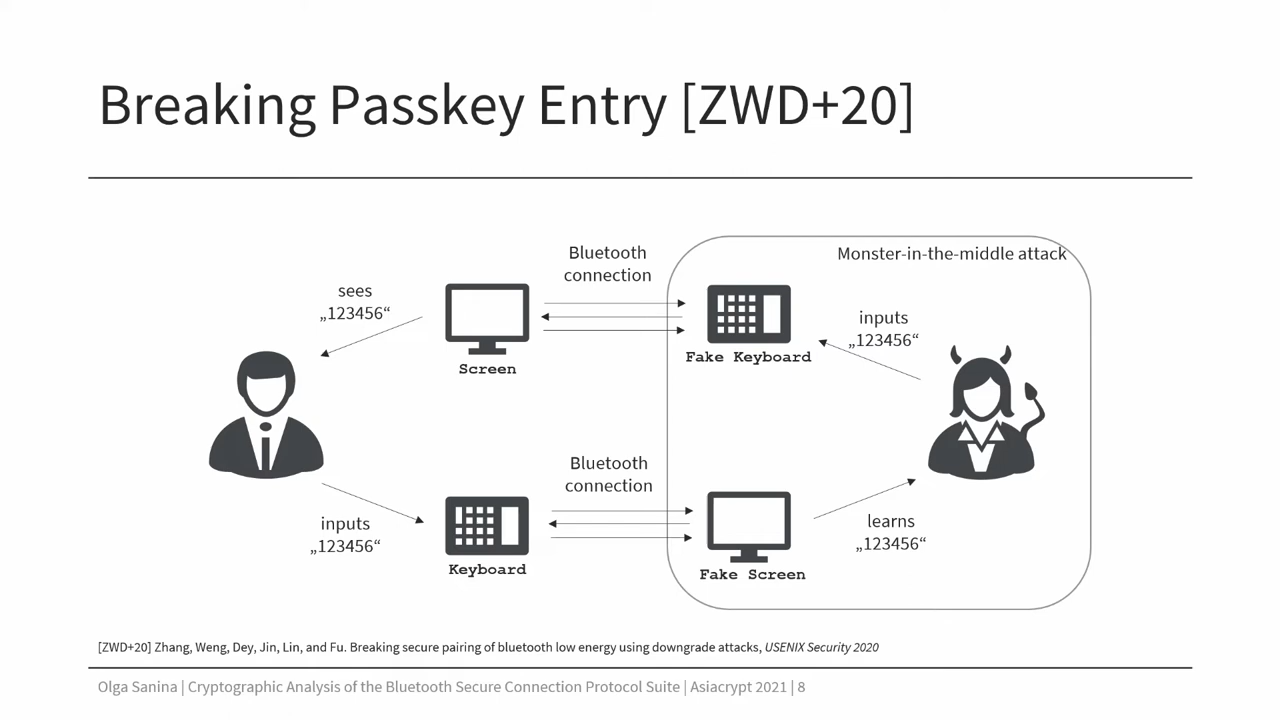 Breaking Passkey Entry [ZWD+20]
Monster-in-the-middle attack
Bluetooth
connection
sees
„123456“
Screen
Fake Keyboard
inputs
„123456“
Bluetooth
connection
inputs
„123456“
Keyboard
Fake Screen
learns
„123456“
[ZWD+20] Zhang, Weng, Dey, Jin, Lin, and Fu. Breaking secure pairing of bluetooth low energy using downgrade attacks, USENIX Security 2020
Olga Sanina | Cryptographic Analysis of the Bluetooth Secure Connection Protocol Suite | Asiacrypt 2021 | 8